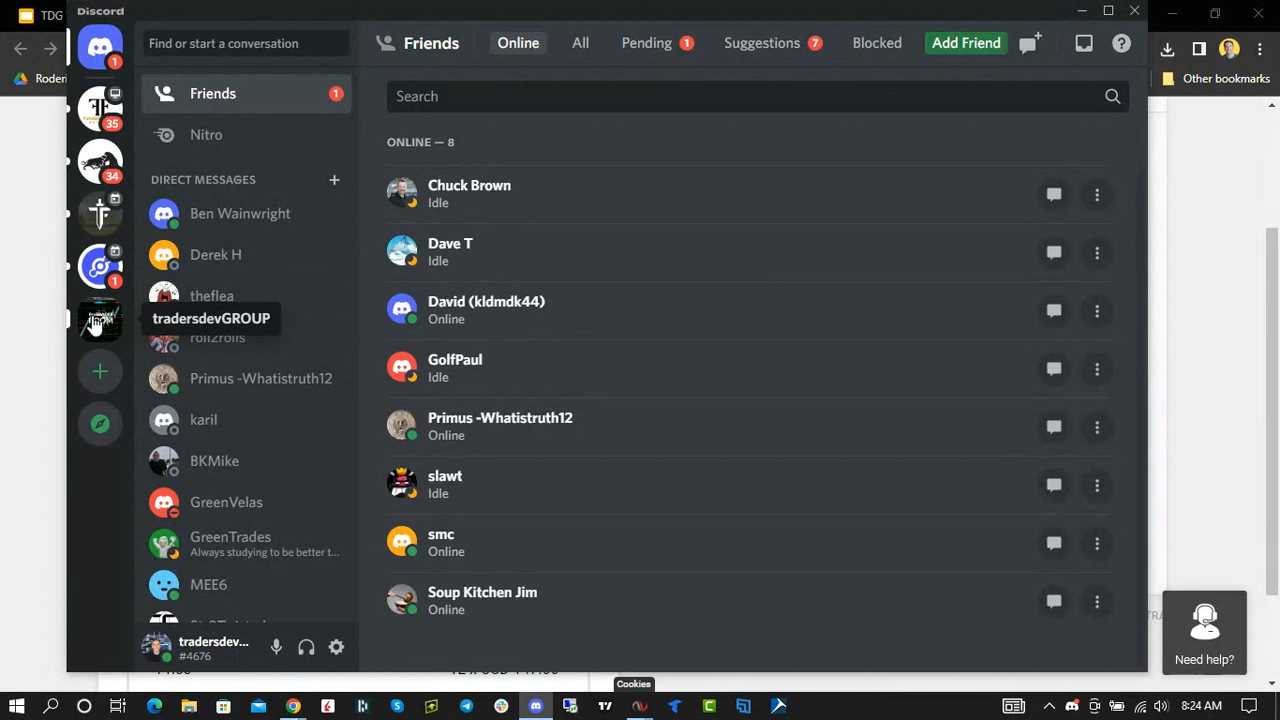 TDG
Discord
Roderi
Other bookmarks
1
35
34
1
Find or start a conversation
Friends
1
Nitro
DIRECT MESSAGES
Ben Wainwright
Derek H
theflea
tradersdevGROUP
roll2rolls
Primus -Whatistruth12
karil
BKMike
GreenVelas
GreenTrades
Always studying to be better t...
MEE6
tradersdev...
#4676
Friends
Online
All
Pending 1
Suggestions 7
Blocked
Add Friend
Search
ONLINE — 8
Chuck Brown
Idle
Dave T
Idle
David (kldmdk44)
Online
GolfPaul
Idle
Primus -Whatistruth12
Online
slawt
Idle
smc
Online
Soup Kitchen Jim
Online
Need help?
Cookies
8:24 AM